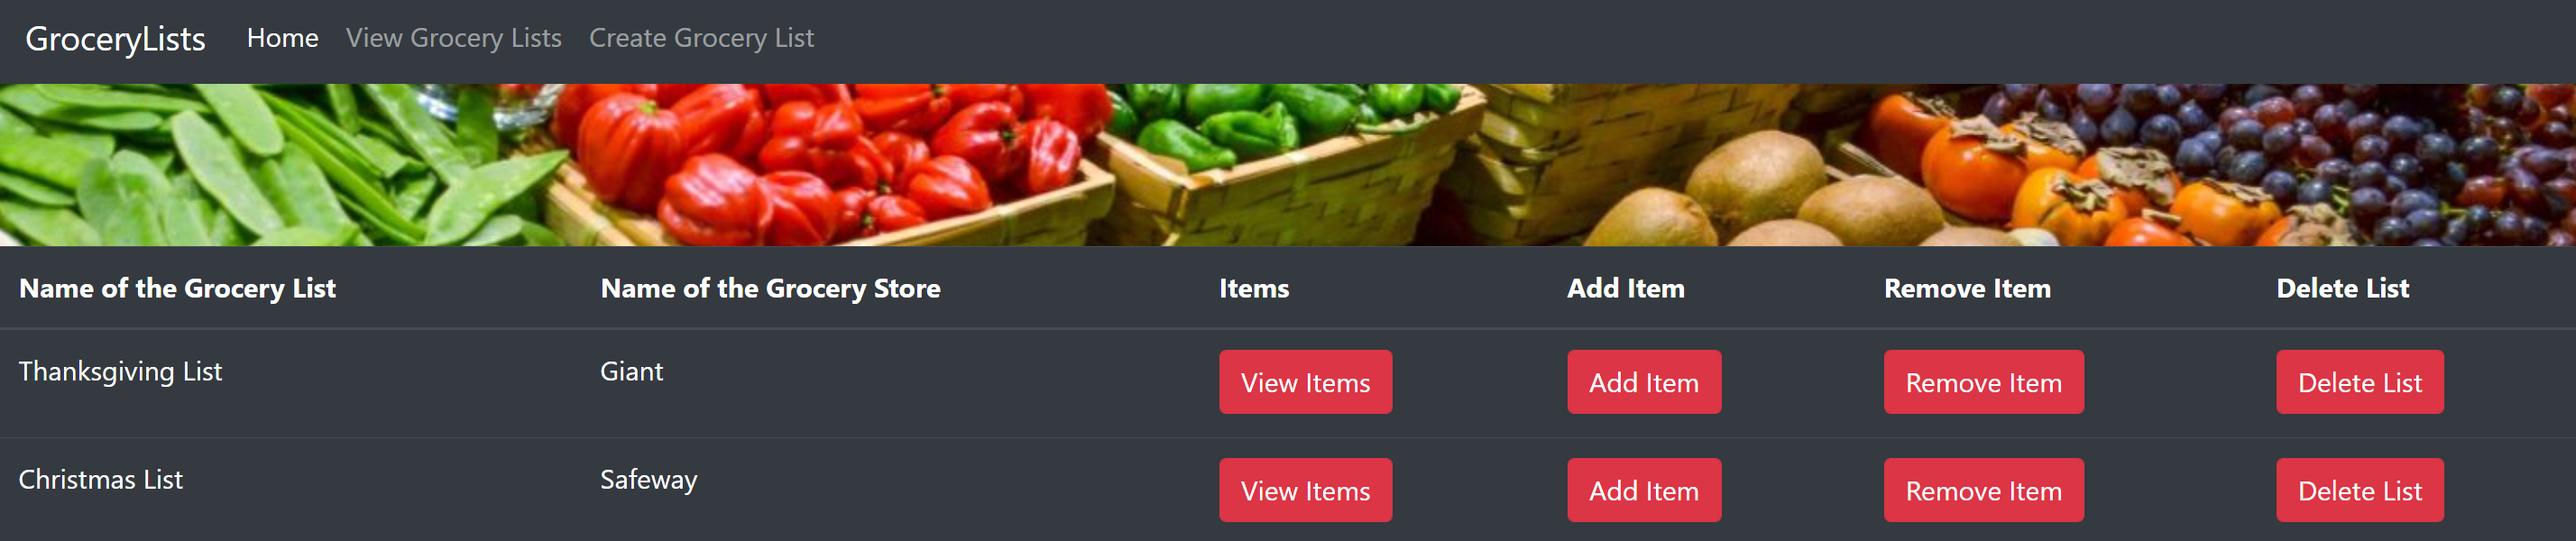 GroceryLists Home View Grocery Lists Create Grocery List
Name of the Grocery List Name of the Grocery Store Items Add Item Remove Item Delete List
Thanksgiving List Giant View Items Add Item Remove Item Delete List
Christmas List Safeway View Items Add Item Remove Item Delete List